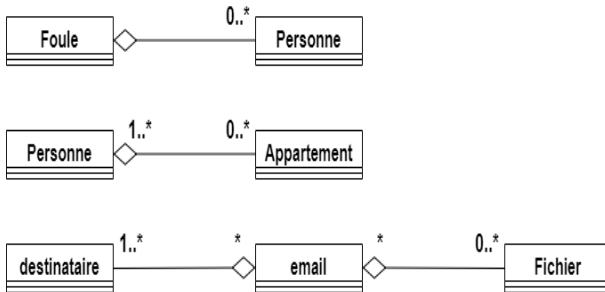 0..*
Foule Personne
1..* 0..*
Personne Appartement
1..* * * 0..*
destinataire email Fichier